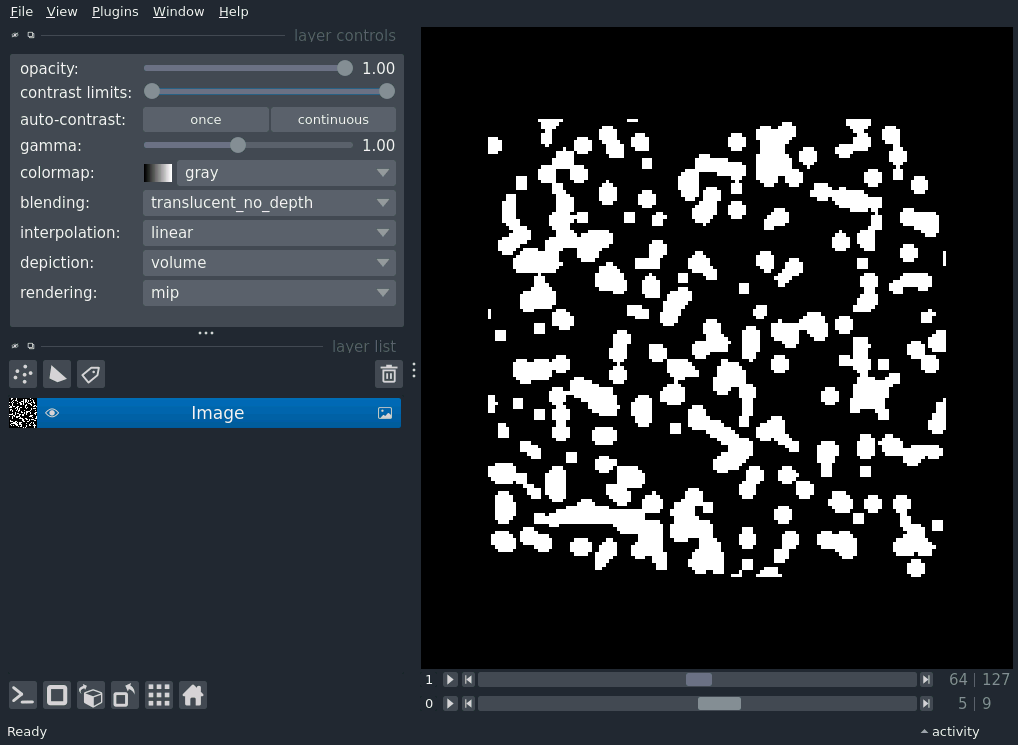 File View Plugins Window Help
layer controls
opacity: 1.00
contrast limits:
auto-contrast: once continuous
gamma: 1.00
colormap: gray
blending: translucent_no_depth
interpolation: linear
depiction: volume
rendering: mip
layer list
Image
1 64 | 127
0 5 | 9
Ready activity